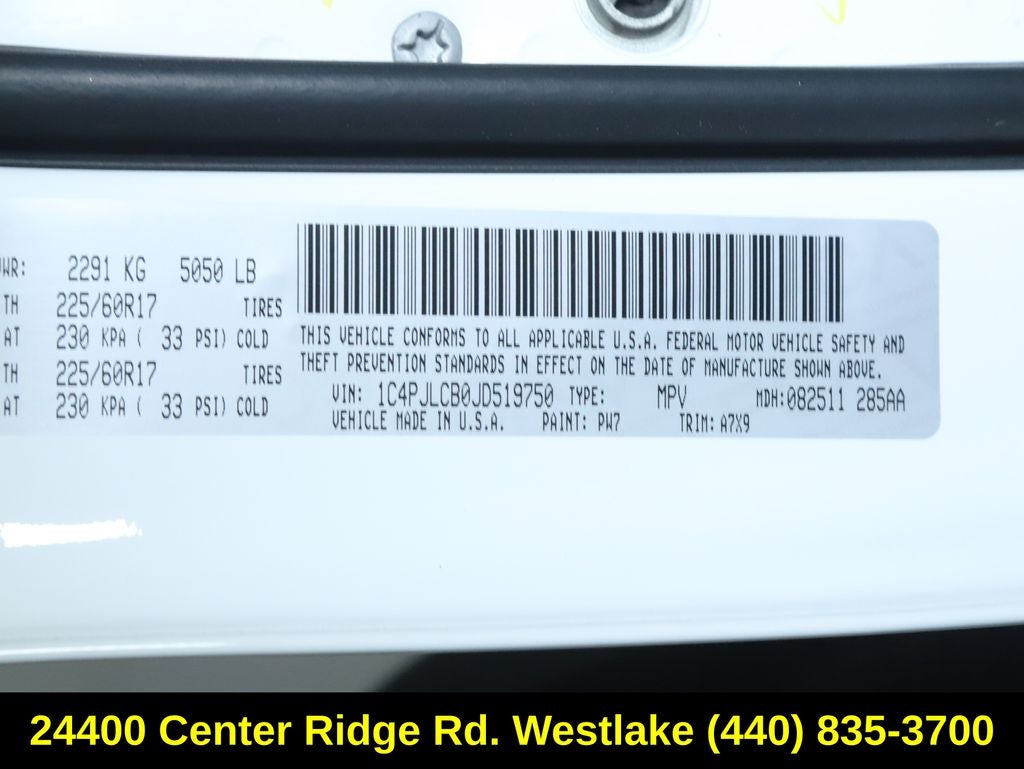 2291 KG 5050 LB
TH 225/60R17 TIRES
AT 230 KPA ( 33 PSI) COLD
TH 225/60R17 TIRES
AT 230 KPA ( 33 PSI) COLD
THIS VEHICLE CONFORMS TO ALL APPLICABLE U.S.A. FEDERAL MOTOR VEHICLE SAFETY AND
THEFT PREVENTION STANDARDS IN EFFECT ON THE DATE OF MANUFACTURE SHOWN ABOVE.
VIN: 1C4PJLCB0JD519750 TYPE: MPV MDH: 082511 285AA
VEHICLE MADE IN U.S.A. PAINT: PW7 TRIM: A7X9
24400 Center Ridge Rd. Westlake (440) 835-3700